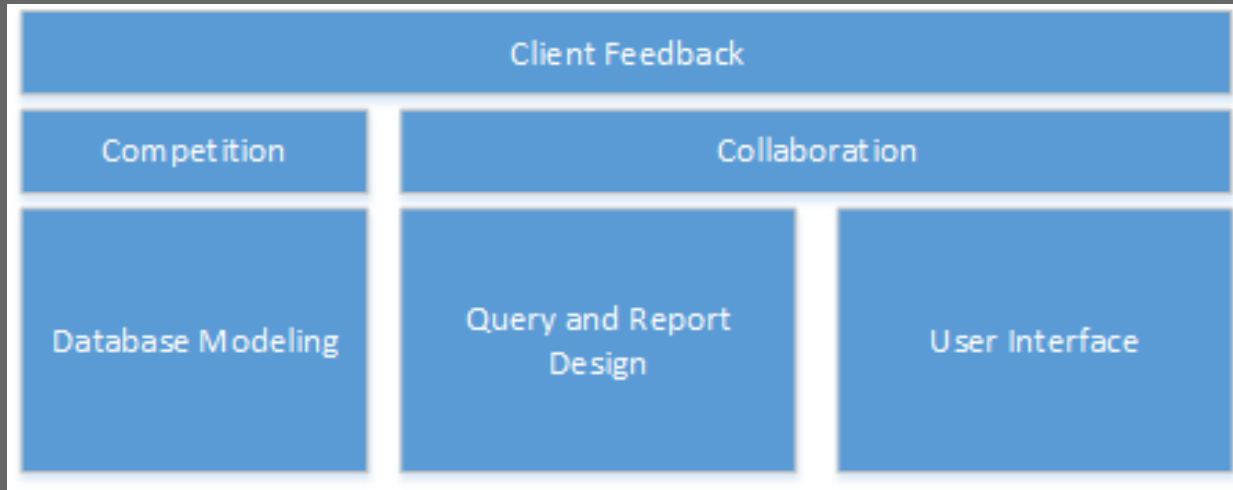 Client Feedback
Competition
Collaboration
Database Modeling
Query and Report
Design
User Interface